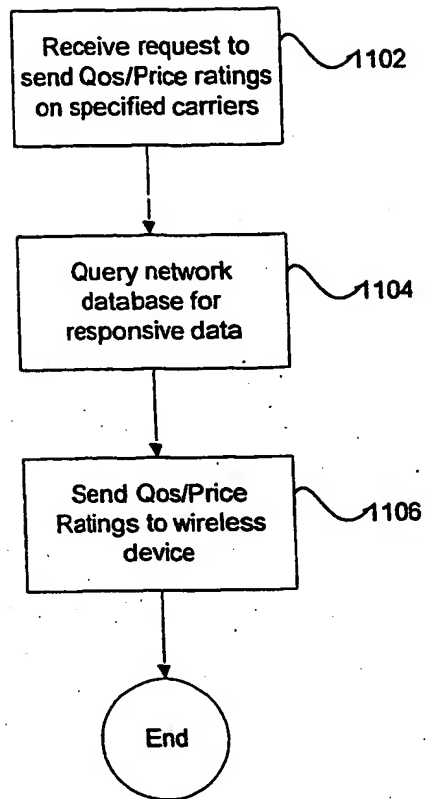 Receive request to
send Qos/Price ratings
on specified carriers
1102
Query network
database for
responsive data
1104
Send Qos/Price
Ratings to wireless
device
1106
End